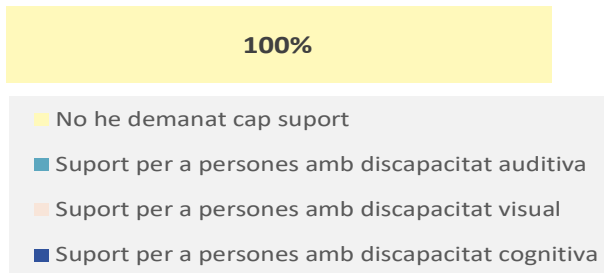 100%
No he demanat cap suport
Suport per a persones amb discapacitat auditiva
Suport per a persones amb discapacitat visual
Suport per a persones amb discapacitat cognitiva